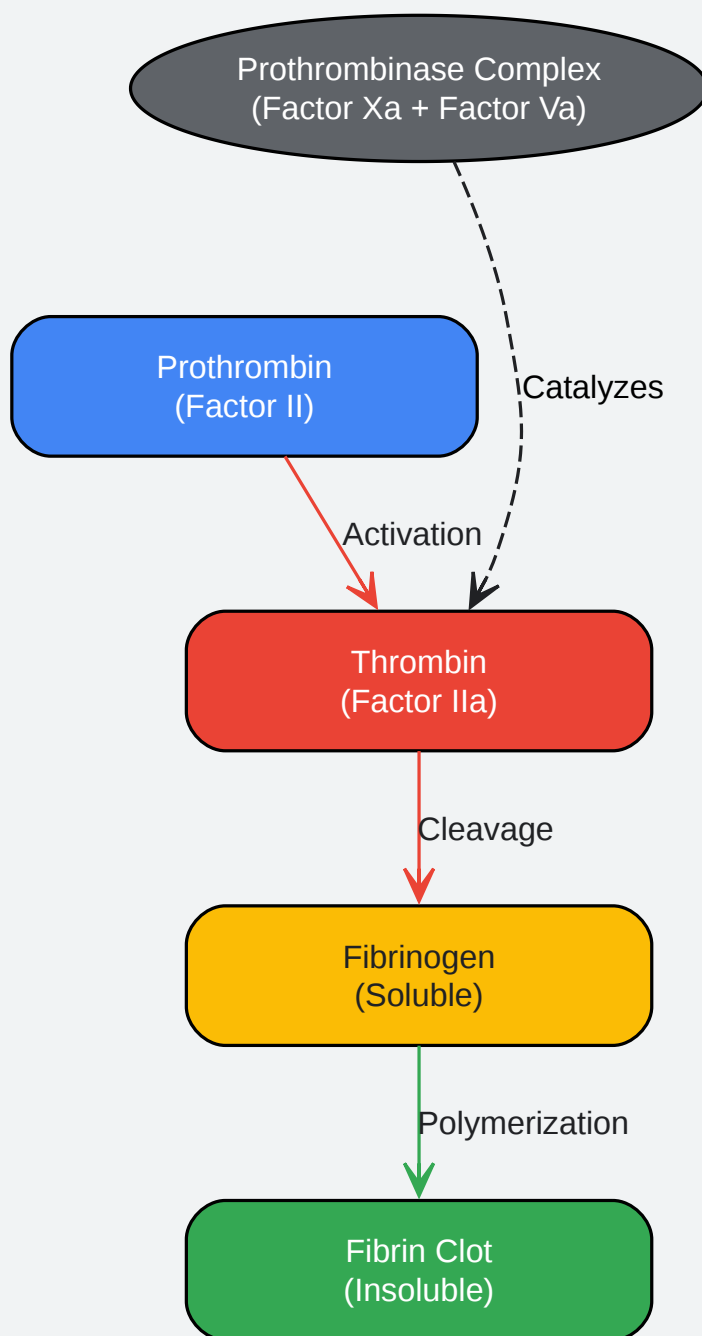 Prothrombinase Complex
(Factor Xa + Factor Va)
Prothrombin
(Factor II)
Catalyzes
Activation
Thrombin
(Factor IIa)
Cleavage
Fibrinogen
(Soluble)
Polymerization
Fibrin Clot
(Insoluble)